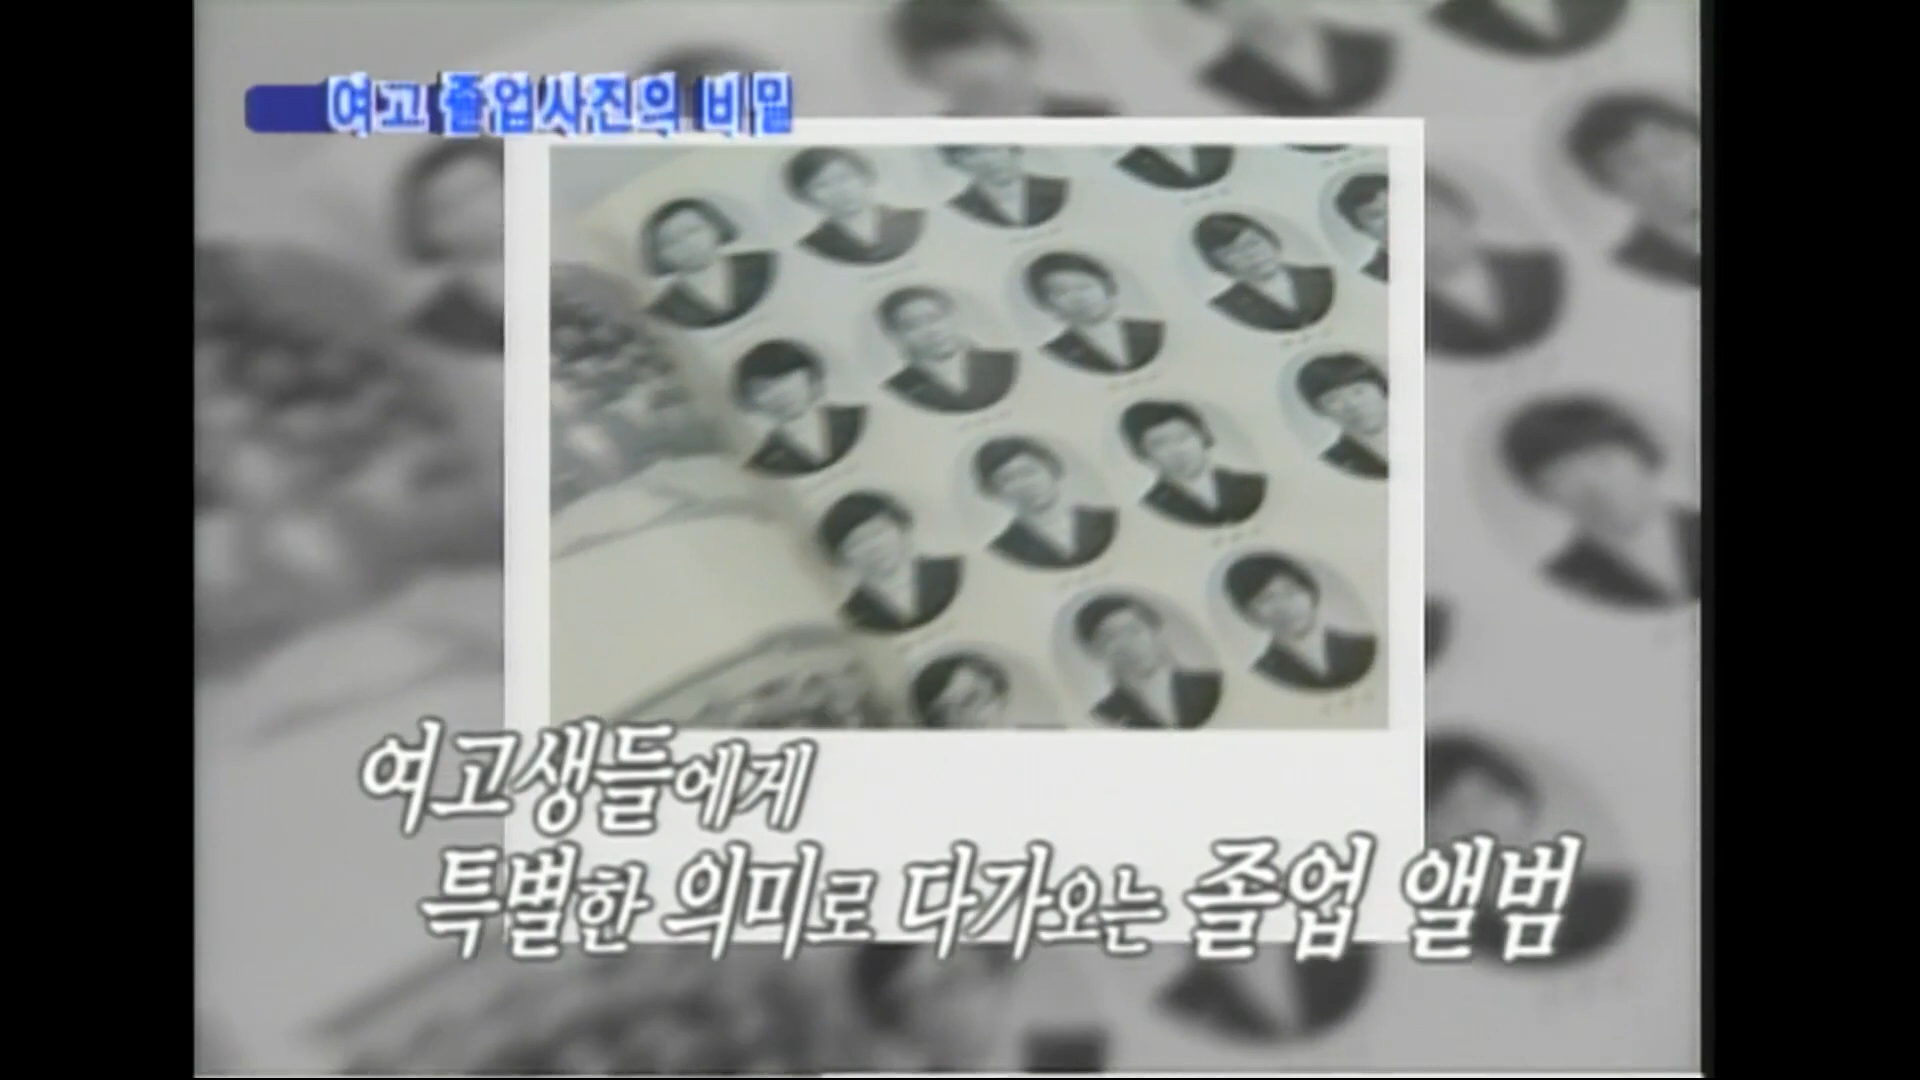 여고 졸업사진의 비밀
여고생들에게
특별한 의미로 다가오는 졸업 앨범